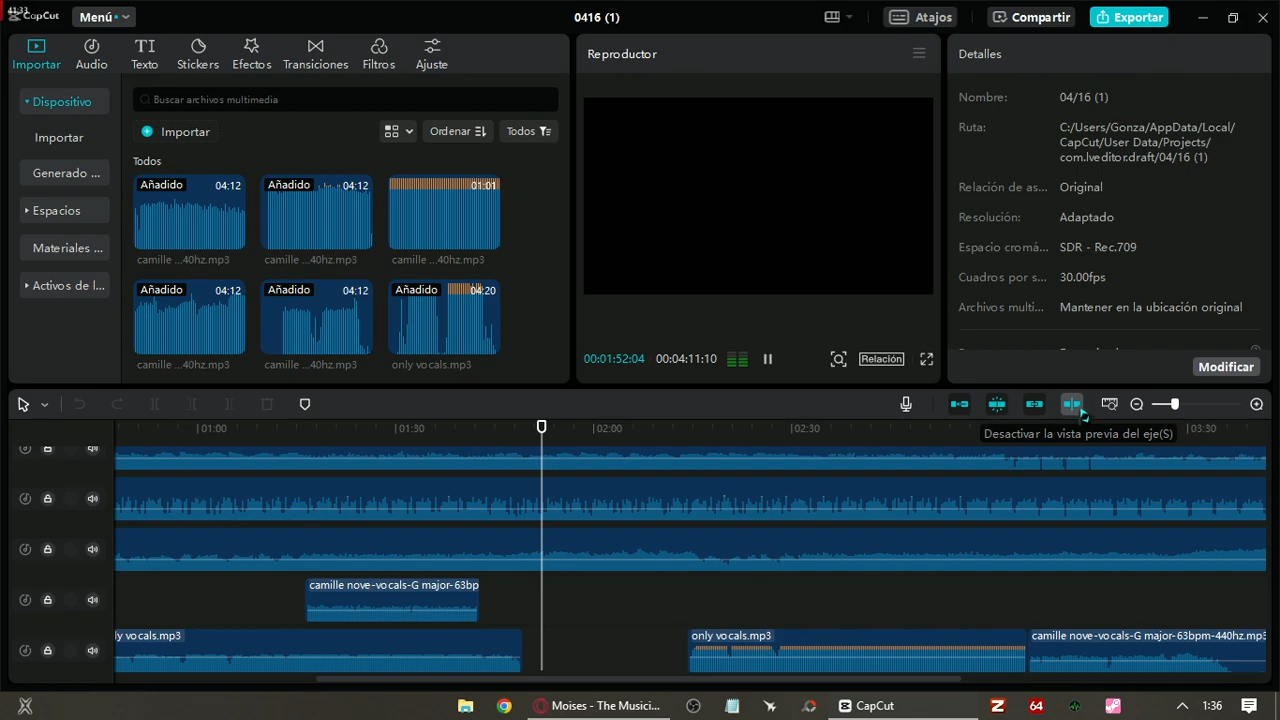 41:33
CapCut
Menú
0416 (1)
Atajos
Compartir
Exportar
Importar
Audio
Texto
Stickers
Efectos
Transiciones
Filtros
Ajuste
Dispositivo
Importar
Generado ...
Espacios
Materiales ...
Activos de l...
Buscar archivos multimedia
Importar
Ordenar
Todos
Todos
Añadido 04:12
Añadido 04:12
01:01
camille ...40hz.mp3
camille ...40hz.mp3
camille ...40hz.mp3
Añadido 04:12
Añadido 04:12
Añadido 04:20
camille ...40hz.mp3
camille ...40hz.mp3
only vocals.mp3
Reproductor
00:01:52:04
00:04:11:10
Relación
Detalles
Nombre:
04/16 (1)
Ruta:
C:/Users/Gonza/AppData/Local/
CapCut/User Data/Projects/
com.lveditor.draft/04/16 (1)
Relación de as...
Original
Resolución:
Adaptado
Espacio cromá...
SDR - Rec.709
Cuadros por s...
30.00fps
Archivos multi...
Mantener en la ubicación original
Modificar
Desactivar la vista previa del eje(S)
01:00
01:30
02:00
02:30
03:30
camille nove-vocals-G major-63bp
ly vocals.mp3
only vocals.mp3
camille nove-vocals-G major-63bpm-440hz.mp3
Moises - The Musici...
CapCut
Z
64
1:36